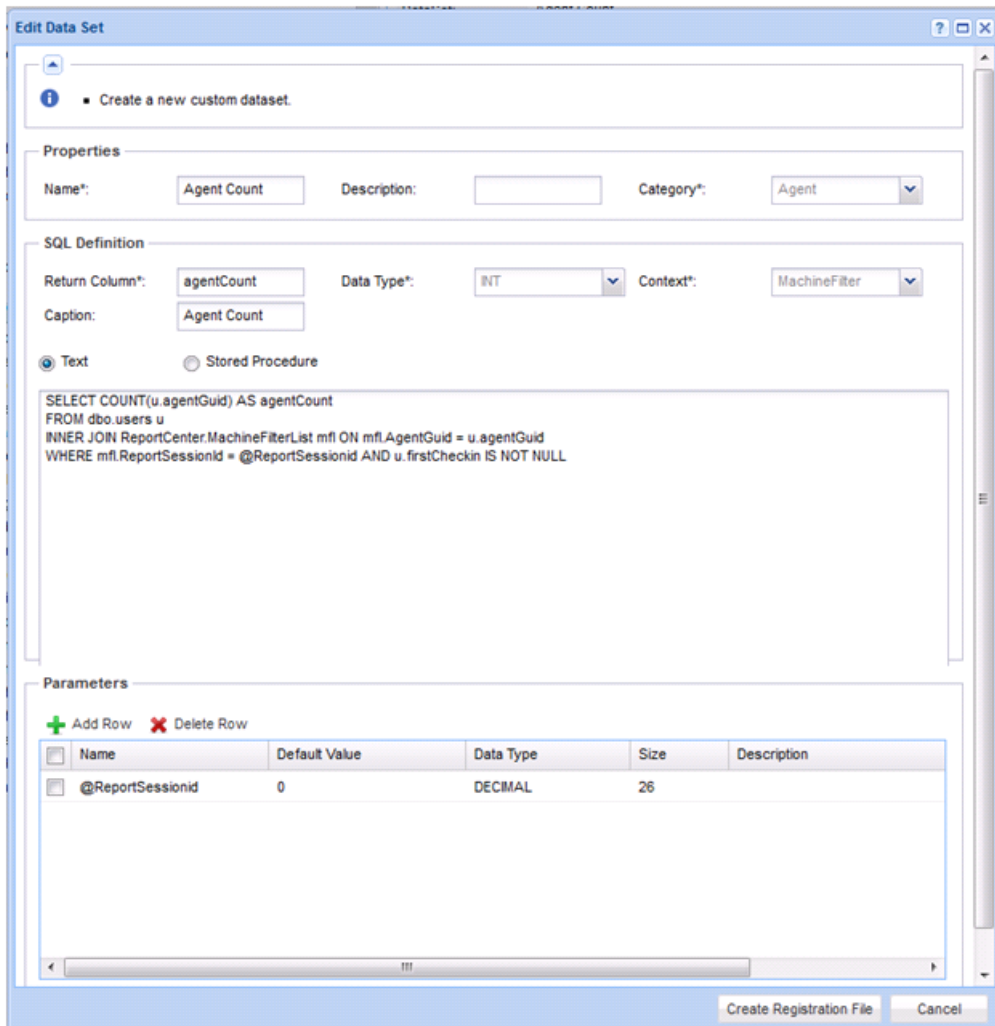 Edit Data Set
Create a new custom dataset.
Properties
Name*: Agent Count Description: Category*: Agent
SQL Definition
Return Column*: agentCount Data Type*: INT Context*: MachineFilter
Caption: Agent Count
Text Stored Procedure
SELECT COUNT(u.agentGuid) AS agentCount
FROM dbo.users u
INNER JOIN ReportCenter.MachineFilterList mfl ON mfl.AgentGuid = u.agentGuid
WHERE mfl.ReportSessionId = @ReportSessionid AND u.firstCheckin IS NOT NULL
Parameters
Add Row Delete Row
Name Default Value Data Type Size Description
@ReportSessionid 0 DECIMAL 26
Create Registration File Cancel